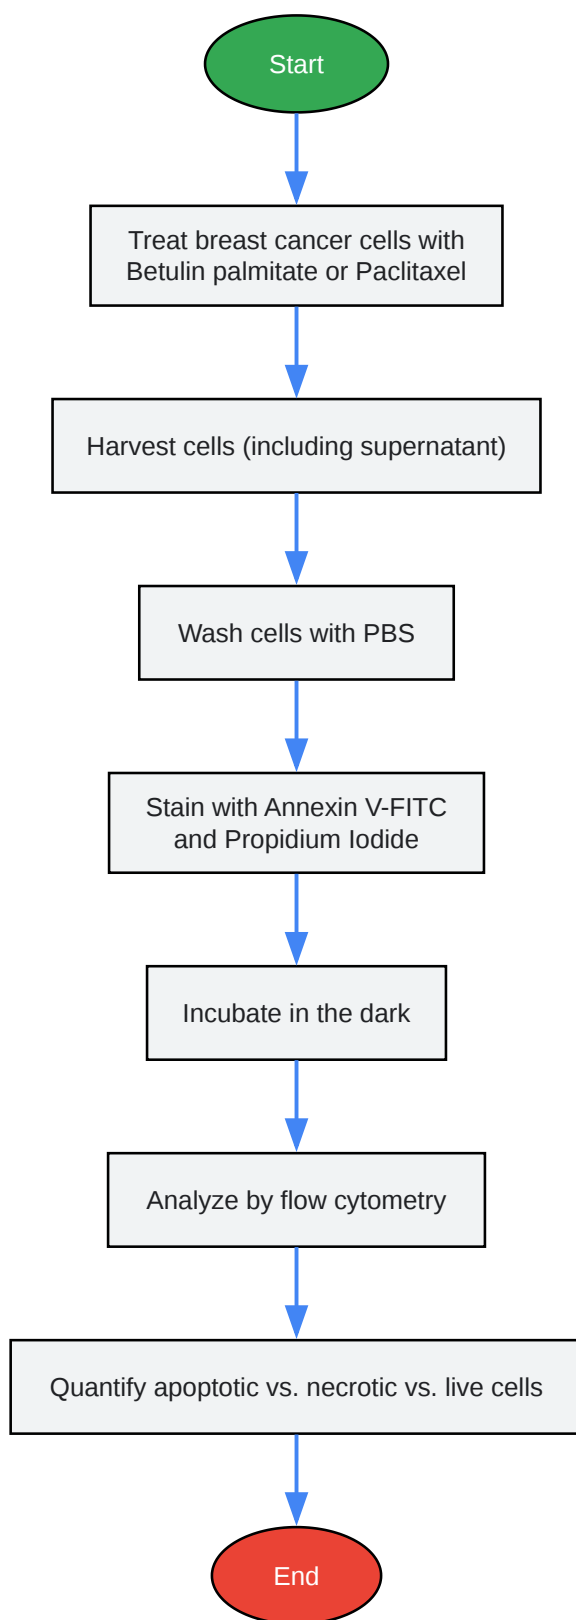 Start
Treat breast cancer cells with
Betulin palmitate or Paclitaxel
Harvest cells (including supernatant)
Wash cells with PBS
Stain with Annexin V-FITC
and Propidium Iodide
Incubate in the dark
Analyze by flow cytometry
Quantify apoptotic vs. necrotic vs. live cells
End